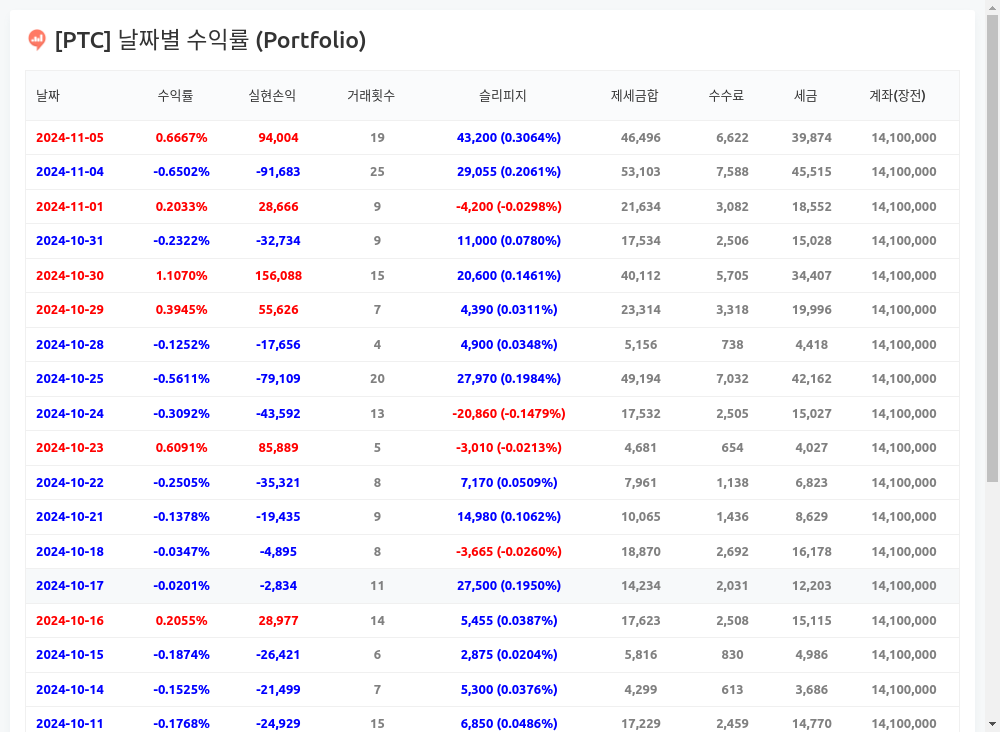 [PTC] 날짜별 수익률 (Portfolio)
날짜 수익률 실현손익 거래횟수 슬리피지 제세금합 수수료 세금 계좌(장전)
2024-11-05 0.6667% 94,004 19 43,200 (0.3064%) 46,496 6,622 39,874 14,100,000
2024-11-04 -0.6502% -91,683 25 29,055 (0.2061%) 53,103 7,588 45,515 14,100,000
2024-11-01 0.2033% 28,666 9 -4,200 (-0.0298%) 21,634 3,082 18,552 14,100,000
2024-10-31 -0.2322% -32,734 9 11,000 (0.0780%) 17,534 2,506 15,028 14,100,000
2024-10-30 1.1070% 156,088 15 20,600 (0.1461%) 40,112 5,705 34,407 14,100,000
2024-10-29 0.3945% 55,626 7 4,390 (0.0311%) 23,314 3,318 19,996 14,100,000
2024-10-28 -0.1252% -17,656 4 4,900 (0.0348%) 5,156 738 4,418 14,100,000
2024-10-25 -0.5611% -79,109 20 27,970 (0.1984%) 49,194 7,032 42,162 14,100,000
2024-10-24 -0.3092% -43,592 13 -20,860 (-0.1479%) 17,532 2,505 15,027 14,100,000
2024-10-23 0.6091% 85,889 5 -3,010 (-0.0213%) 4,681 654 4,027 14,100,000
2024-10-22 -0.2505% -35,321 8 7,170 (0.0509%) 7,961 1,138 6,823 14,100,000
2024-10-21 -0.1378% -19,435 9 14,980 (0.1062%) 10,065 1,436 8,629 14,100,000
2024-10-18 -0.0347% -4,895 8 -3,665 (-0.0260%) 18,870 2,692 16,178 14,100,000
2024-10-17 -0.0201% -2,834 11 27,500 (0.1950%) 14,234 2,031 12,203 14,100,000
2024-10-16 0.2055% 28,977 14 5,455 (0.0387%) 17,623 2,508 15,115 14,100,000
2024-10-15 -0.1874% -26,421 6 2,875 (0.0204%) 5,816 830 4,986 14,100,000
2024-10-14 -0.1525% -21,499 7 5,300 (0.0376%) 4,299 613 3,686 14,100,000
2024-10-11 -0.1768% -24,929 15 6,850 (0.0486%) 17,229 2,459 14,770 14,100,000